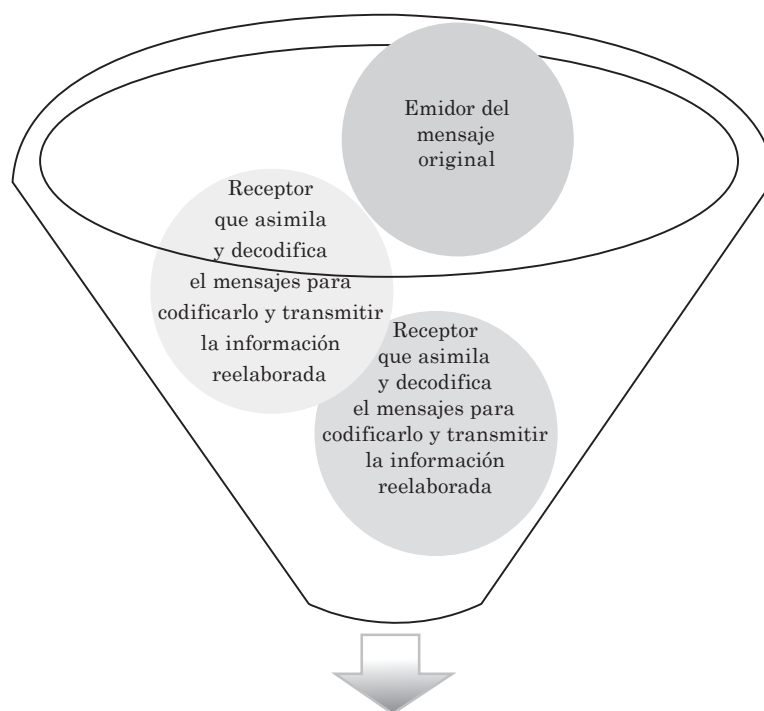 Emidor del
mensaje
original
Receptor
que asimila
y decodifica
el mensajes para
codificarlo y transmitir
la información
reelaborada
Receptor
que asimila
y decodifica
el mensajes para
codificarlo y transmitir
la información
reelaborada